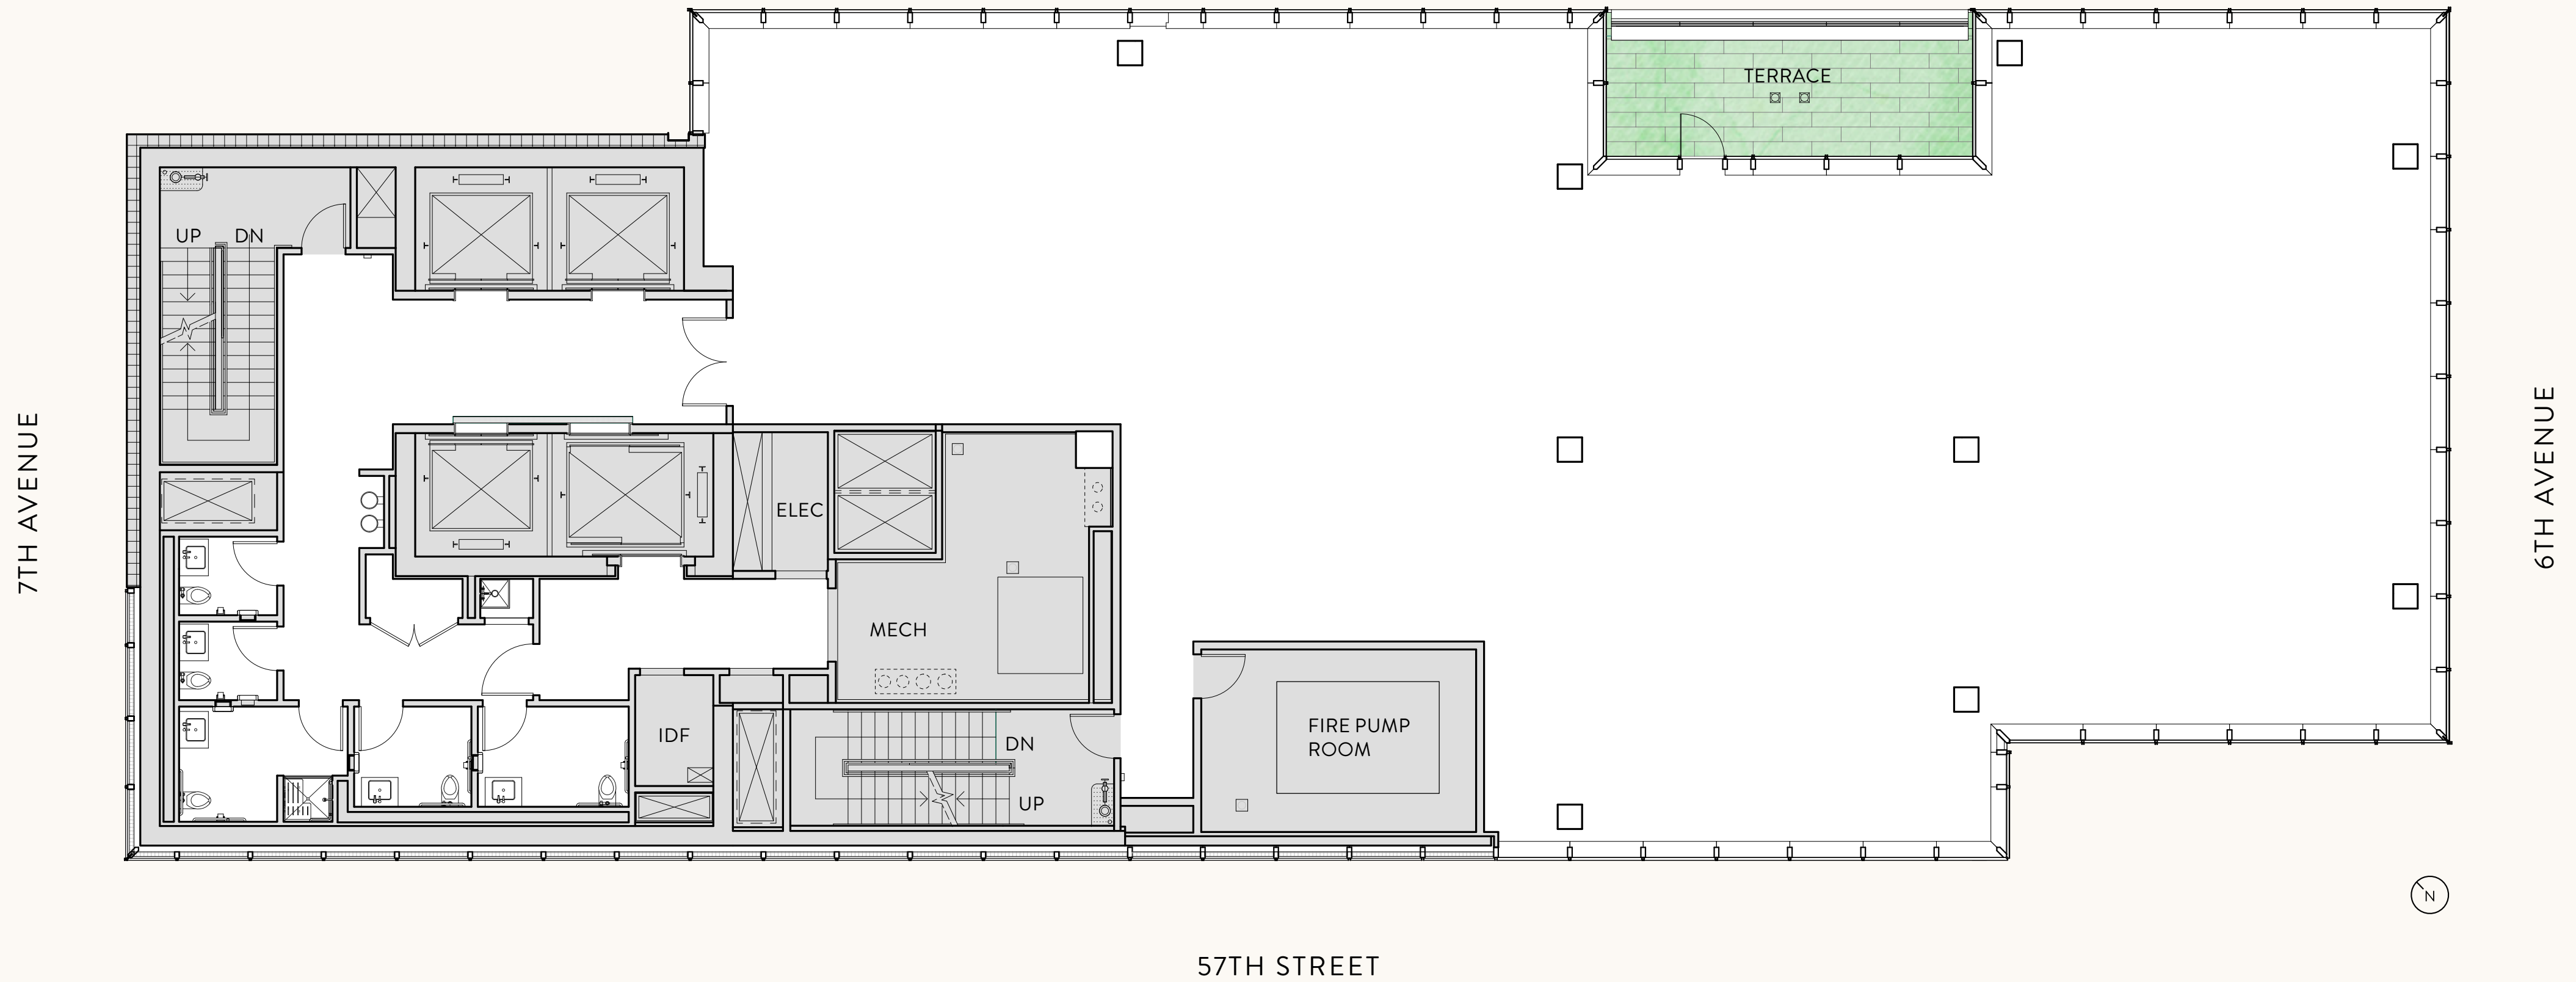 TERRACE
UP DN
7TH AVENUE
6TH AVENUE
ELEC
MECH
FIRE PUMP
ROOM
IDF
DN
UP
N
57TH STREET